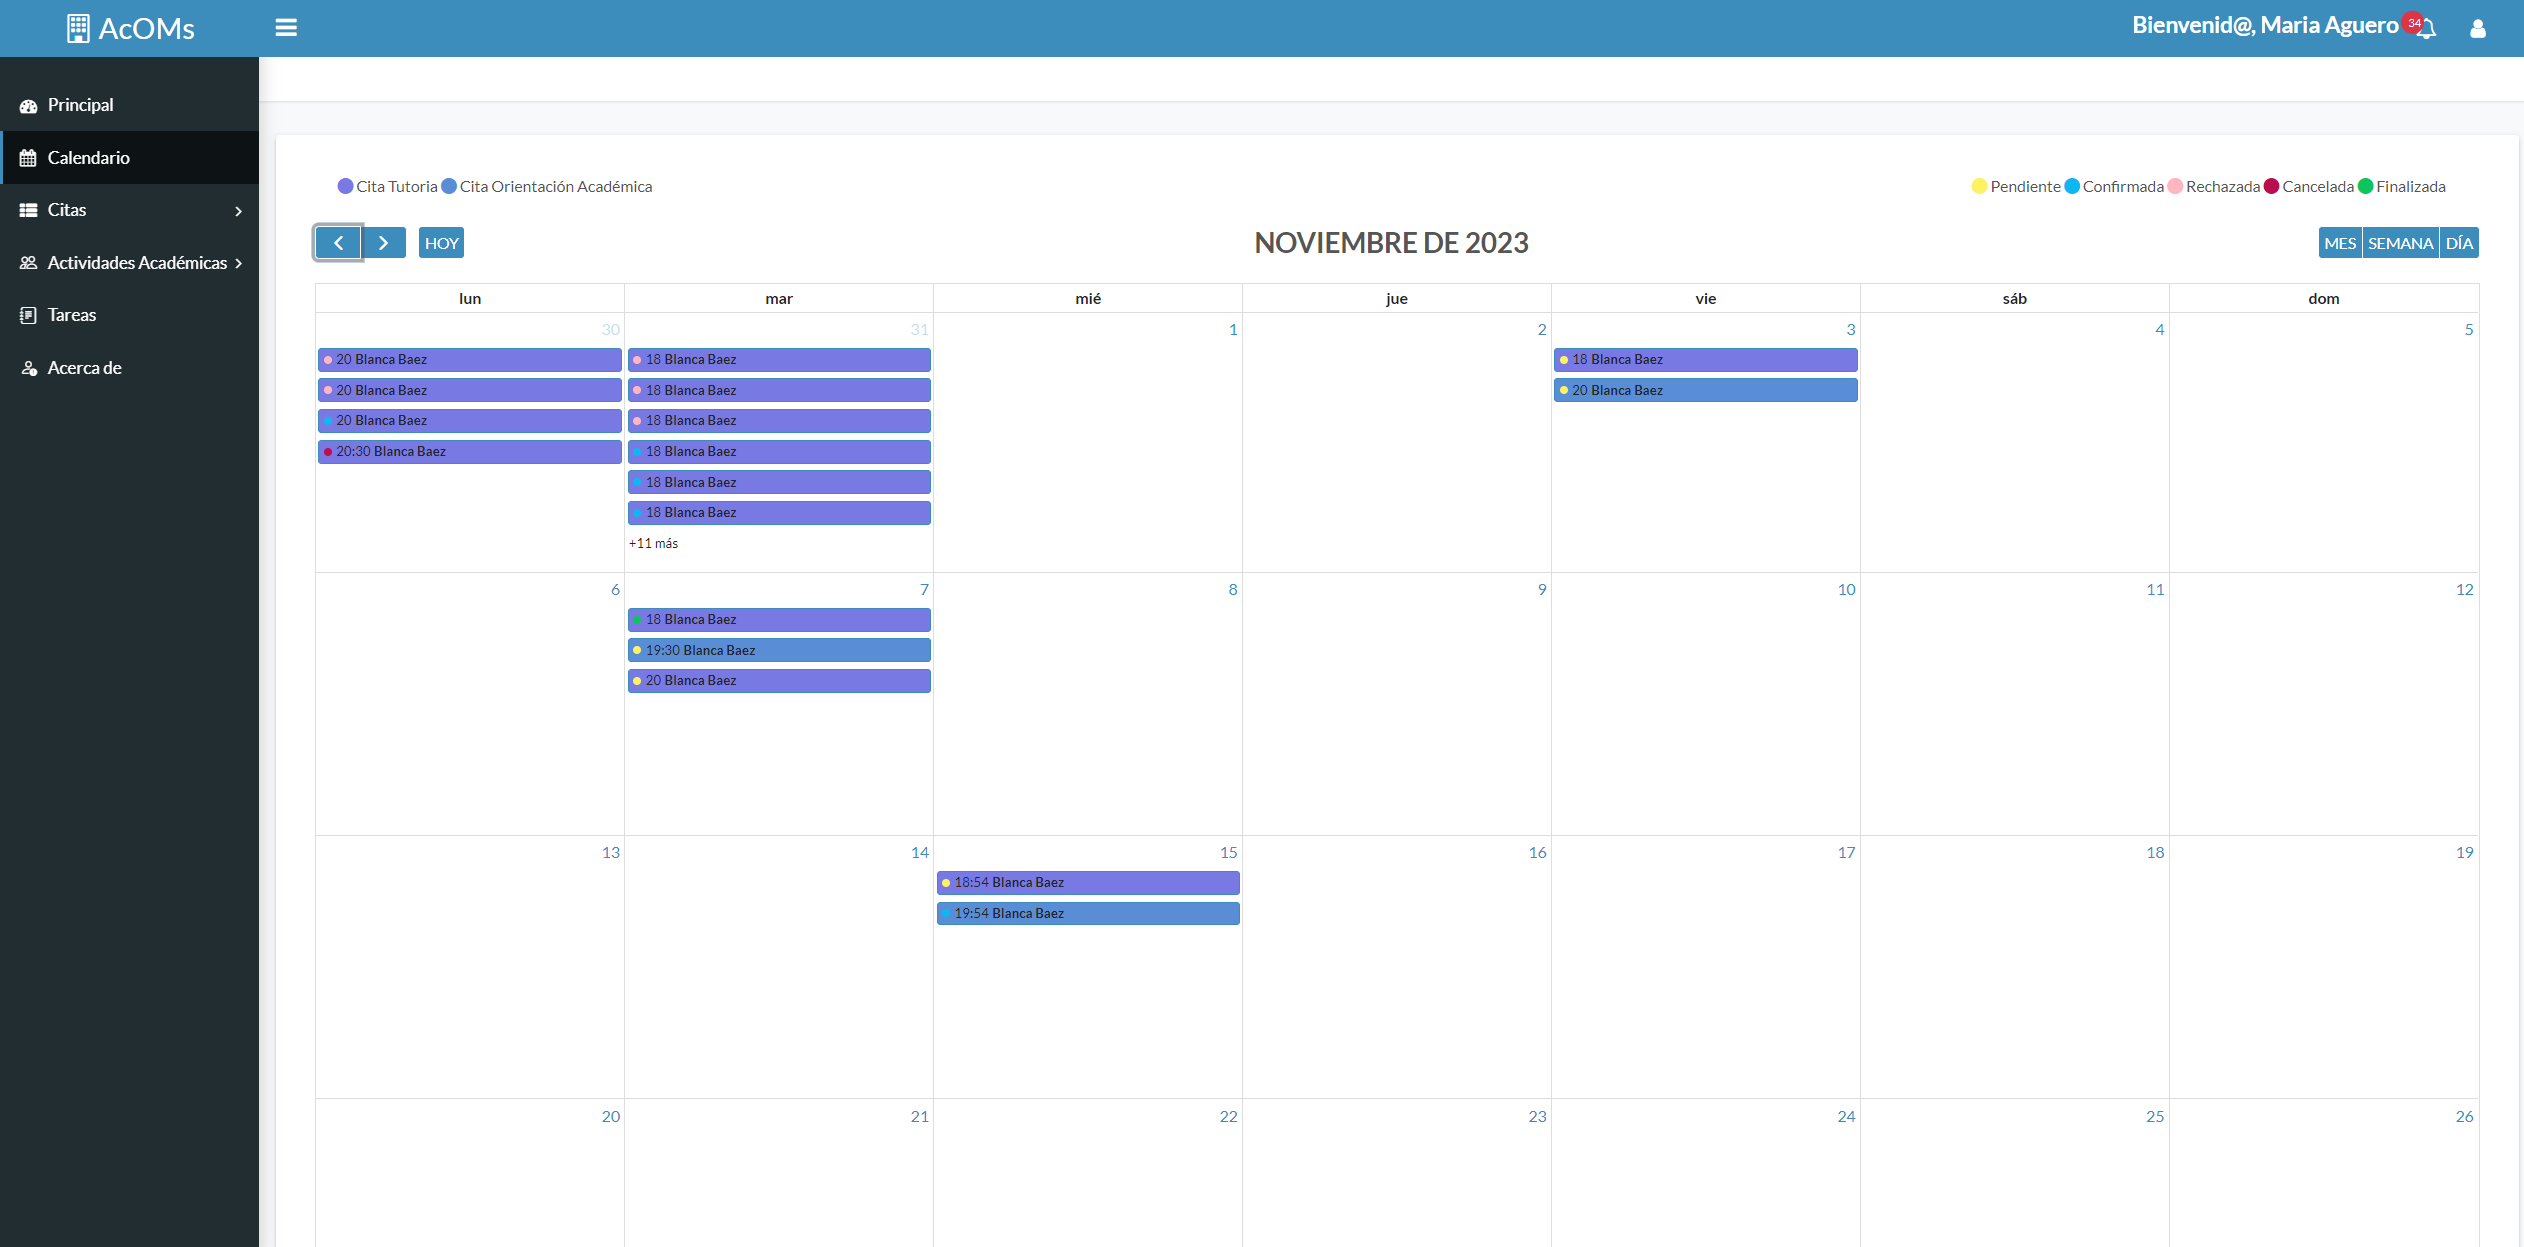 AcOMs
Bienvenid@, Maria Aguero 34
Principal
Calendario
Citas
Actividades Académicas
Tareas
Acerca de
Cita Tutoria Cita Orientación Académica
Pendiente Confirmada Rechazada Cancelada Finalizada
HOY
NOVIEMBRE DE 2023
MES SEMANA DÍA
lun mar mié jue vie sáb dom
30 31 1 2 3 4 5
20 Blanca Baez
20 Blanca Baez
20 Blanca Baez
20:30 Blanca Baez
18 Blanca Baez
18 Blanca Baez
18 Blanca Baez
18 Blanca Baez
18 Blanca Baez
18 Blanca Baez
+11 más
18 Blanca Baez
20 Blanca Baez
6 7 8 9 10 11 12
18 Blanca Baez
19:30 Blanca Baez
20 Blanca Baez
13 14 15 16 17 18 19
18:54 Blanca Baez
19:54 Blanca Baez
20 21 22 23 24 25 26